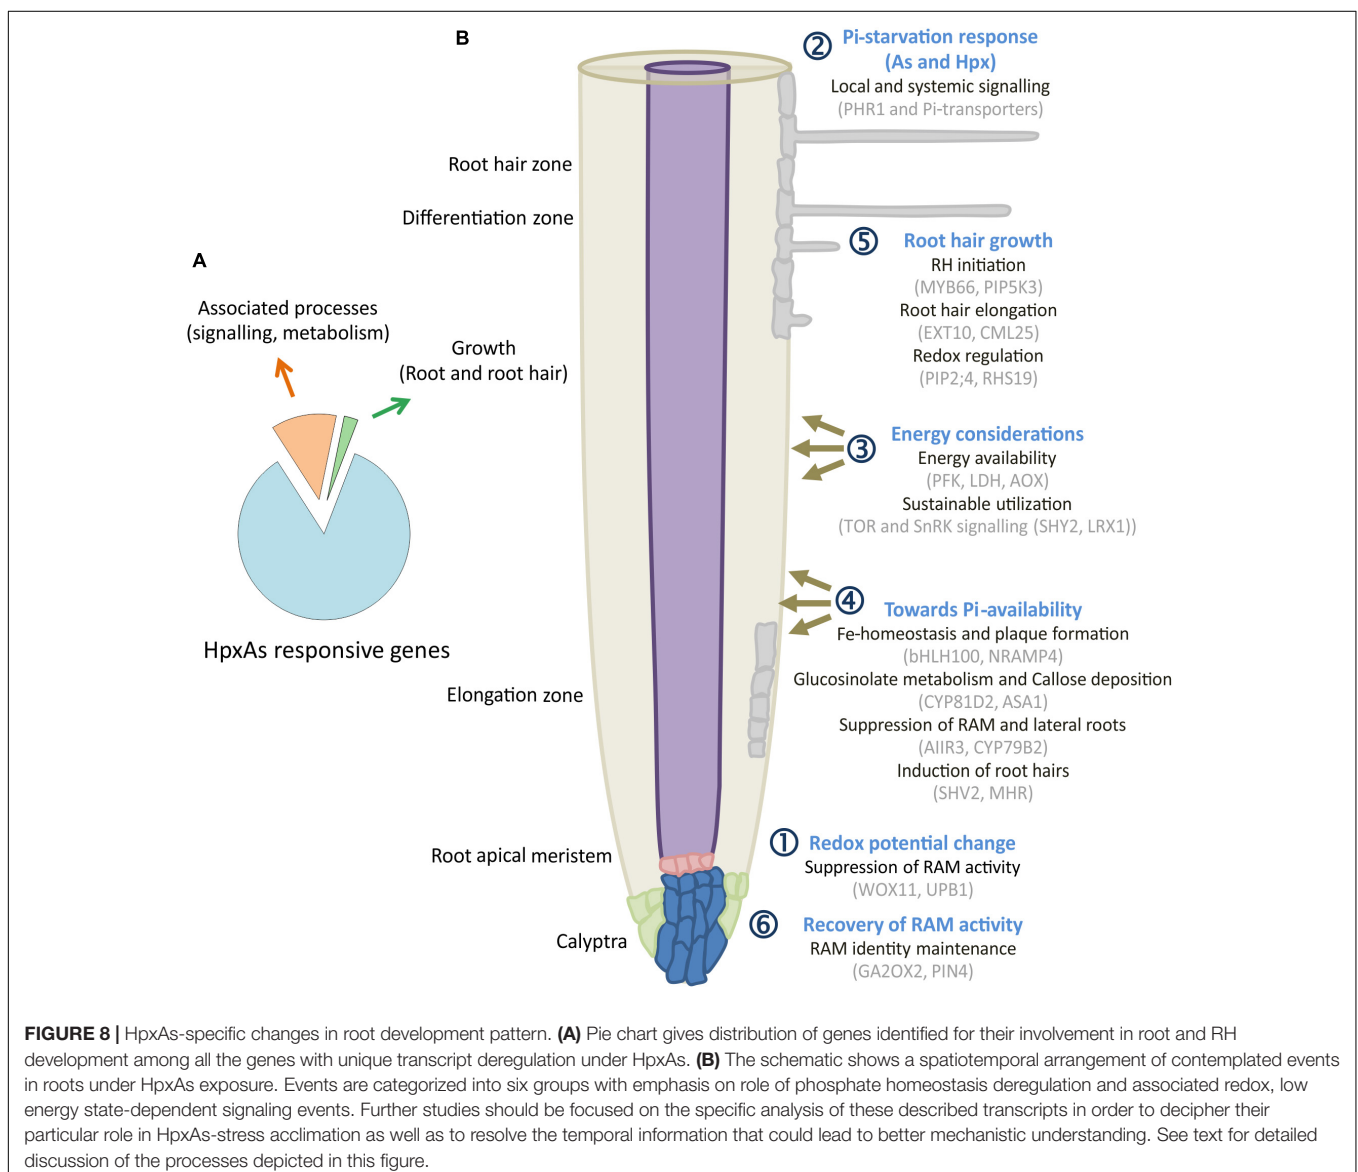 B
② Pi-starvation response
(As and Hpx)
Local and systemic signalling
(PHR1 and Pi-transporters)
Root hair zone
Differentiation zone
⑤ Root hair growth
RH initiation
(MYB66, PIP5K3)
Root hair elongation
(EXT10, CML25)
Redox regulation
(PIP2;4, RHS19)
A
Associated processes
(signalling, metabolism)
Growth
(Root and root hair)
HpxAs responsive genes
③ Energy considerations
Energy availability
(PFK, LDH, AOX)
Sustainable utilization
(TOR and SnRK signalling (SHY2, LRX1))
④ Towards Pi-availability
Fe-homeostasis and plaque formation
(bHLH100, NRAMP4)
Glucosinolate metabolism and Callose deposition
(CYP81D2, ASA1)
Suppression of RAM and lateral roots
(AIIR3, CYP79B2)
Induction of root hairs
(SHV2, MHR)
Elongation zone
Root apical meristem
① Redox potential change
Suppression of RAM activity
(WOX11, UPB1)
Calyptra
⑥ Recovery of RAM activity
RAM identity maintenance
(GA2OX2, PIN4)
FIGURE 8 | HpxAs-specific changes in root development pattern. (A) Pie chart gives distribution of genes identified for their involvement in root and RH
development among all the genes with unique transcript deregulation under HpxAs. (B) The schematic shows a spatiotemporal arrangement of contemplated events
in roots under HpxAs exposure. Events are categorized into six groups with emphasis on role of phosphate homeostasis deregulation and associated redox, low
energy state-dependent signaling events. Further studies should be focused on the specific analysis of these described transcripts in order to decipher their
particular role in HpxAs-stress acclimation as well as to resolve the temporal information that could lead to better mechanistic understanding. See text for detailed
discussion of the processes depicted in this figure.